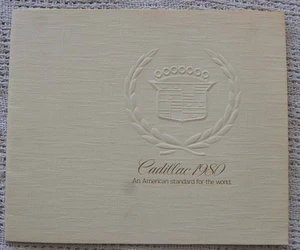 Cadillac 1980
An American standard for the world.